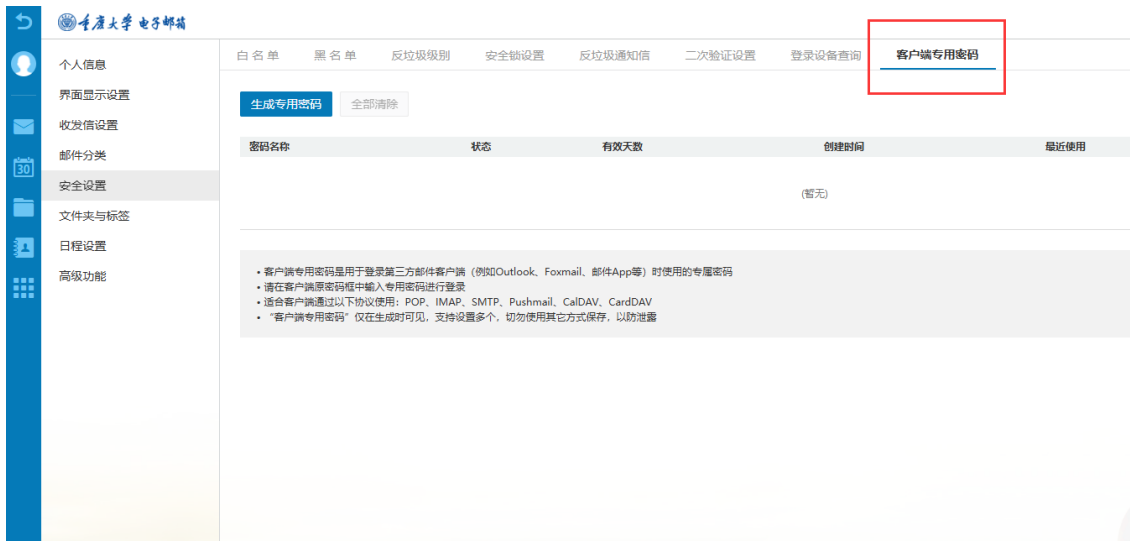 重庆大学 电子邮箱
白名单 黑名单 反垃圾级别 安全锁设置 反垃圾通知信 二次验证设置 登录设备查询 客户端专用密码
个人信息
界面显示设置
收发信设置
邮件分类
30
安全设置
文件夹与标签
日程设置
高级功能
生成专用密码 全部清除
密码名称 状态 有效天数 创建时间 最近使用
(暂无)
• 客户端专用密码是用于登录第三方邮件客户端（例如Outlook、Foxmail、邮件App等）时使用的专属密码
• 请在客户端原密码框中输入专用密码进行登录
• 适合客户端通过以下协议使用：POP、IMAP、SMTP、Pushmail、CalDAV、CardDAV
• “客户端专用密码”仅在生成时可见，支持设置多个，切勿使用其它方式保存，以防泄露